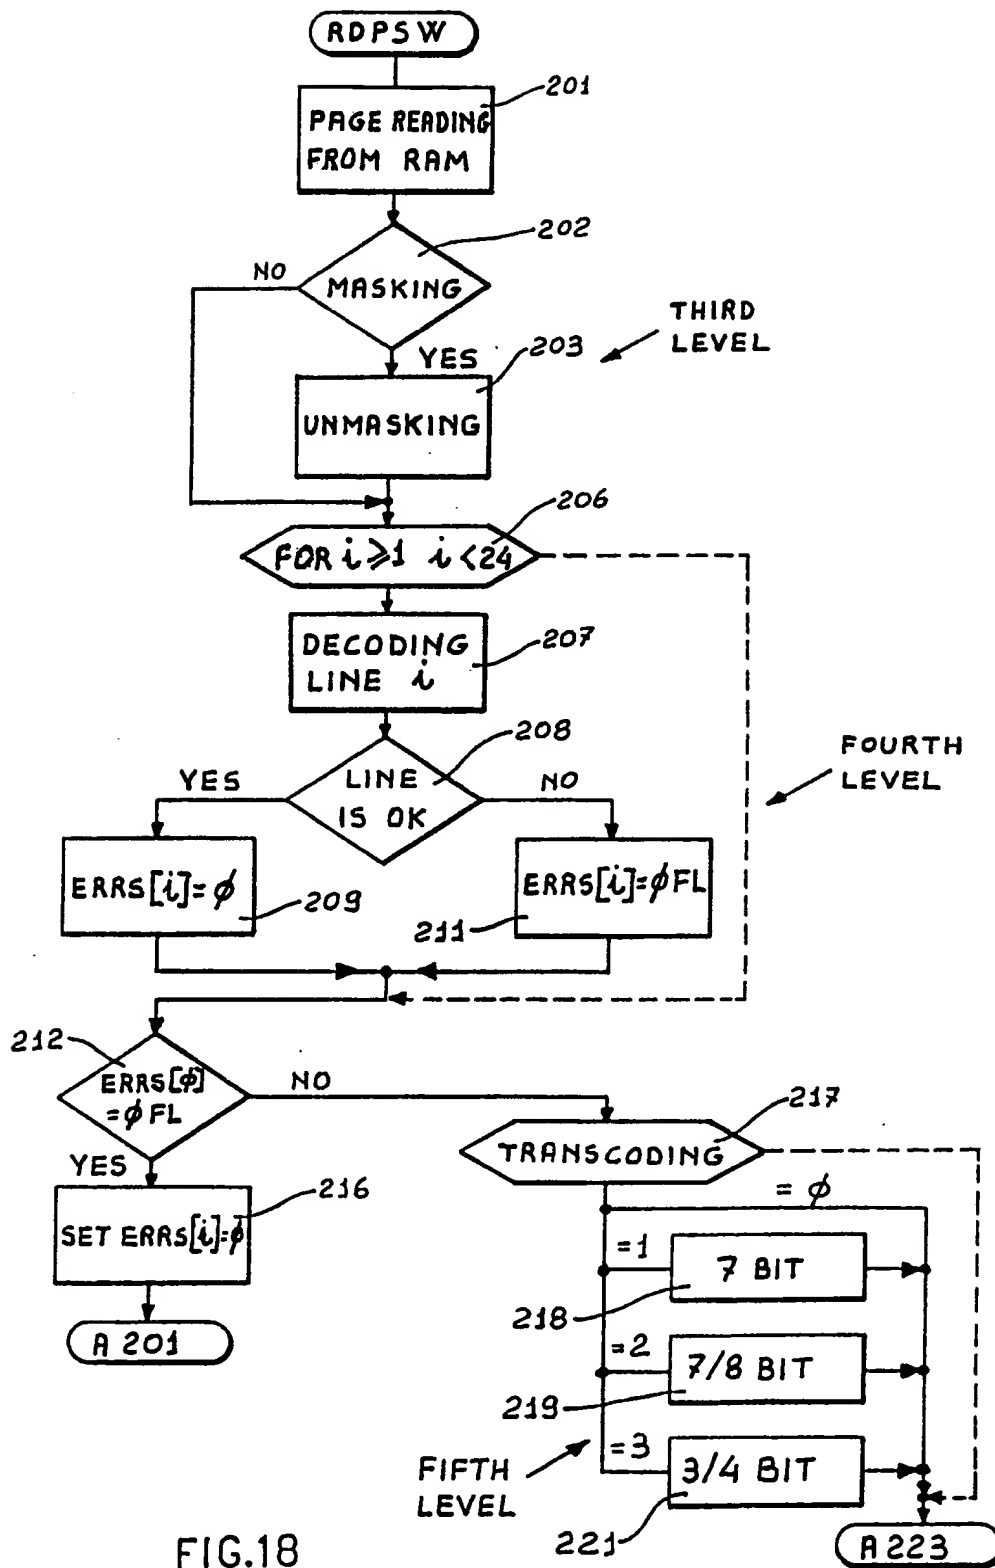 RDPSW
201
PAGE READING
FROM RAM
202
NO
MASKING
THIRD
LEVEL
203
YES
UNMASKING
206
FOR i⩾1 i<24
DECODING
LINE i
207
208
YES
LINE
IS OK
NO
FOURTH
LEVEL
ERRS[i]=ϕ
209
ERRS[i]=ϕFL
211
212
ERRS[ϕ]
=ϕ FL
NO
217
TRANSCODING
YES
216
=ϕ
SET ERRS[i]=ϕ
=1
7 BIT
218
A 201
=2
7/8 BIT
219
=3
3/4 BIT
FIFTH
LEVEL
221
A 223
FIG.18